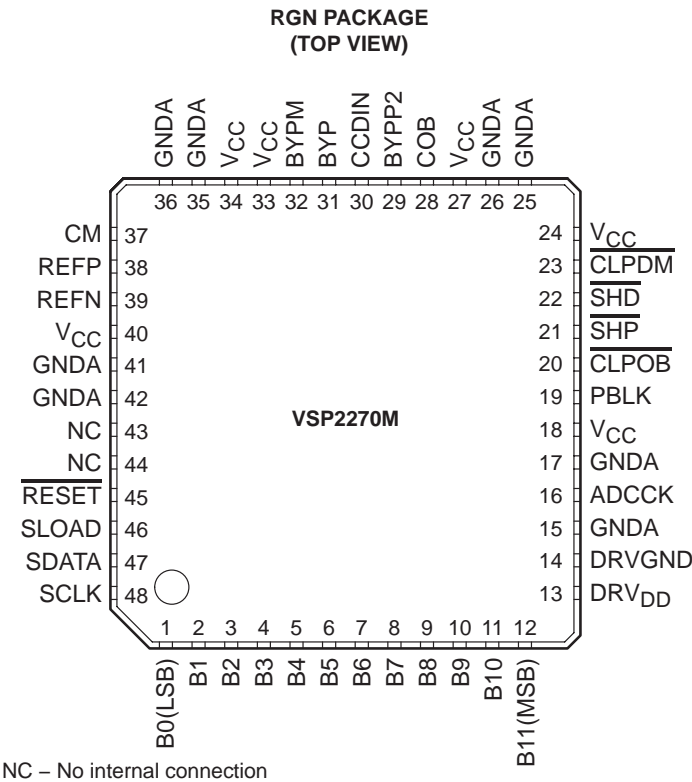 RGN PACKAGE
(TOP VIEW)
GNDA
GNDA
VCC
VCC
BYPM
BYP
CCDIN
BYPP2
COB
VCC
GNDA
GNDA
36 35 34 33 32 31 30 29 28 27 26 25
CM 37
REFP 38
REFN 39
VCC 40
GNDA 41
GNDA 42
NC 43
NC 44
RESET 45
SLOAD 46
SDATA 47
SCLK 48
VSP2270M
24 VCC
23 CLPDM
22 SHD
21 SHP
20 CLPOB
19 PBLK
18 VCC
17 GNDA
16 ADCCK
15 GNDA
14 DRVGND
13 DRVDD
1 2 3 4 5 6 7 8 9 10 11 12
B0(LSB)
B1
B2
B3
B4
B5
B6
B7
B8
B9
B10
B11(MSB)
NC – No internal connection